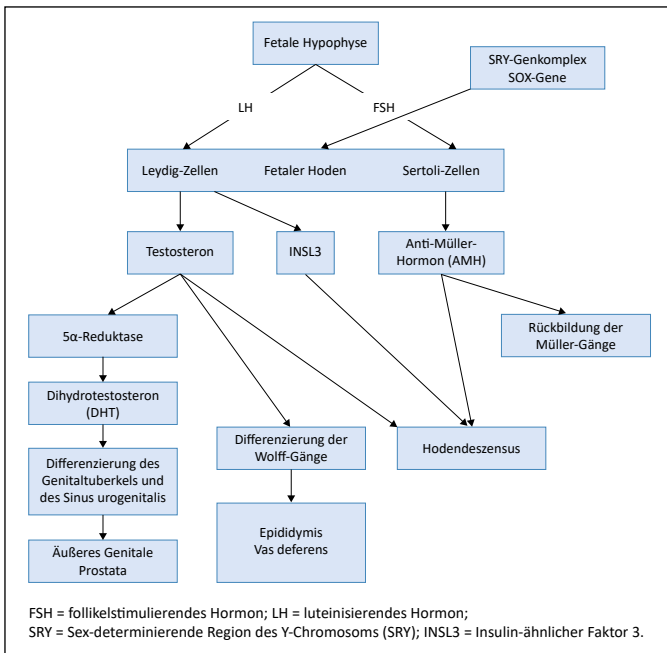 Fetale Hypophyse
SRY-Genkomplex
SOX-Gene
LH
FSH
Leydig-Zellen
Fetaler Hoden
Sertoli-Zellen
Testosteron
INSL3
Anti-Müller-
Hormon (AMH)
5α-Reduktase
Rückbildung der
Müller-Gänge
Dihydrotestosteron
(DHT)
Differenzierung der
Wolff-Gänge
Hodendeszensus
Differenzierung des
Genitaltuberkels und
des Sinus urogenitalis
Epididymis
Vas deferens
Äußeres Genitale
Prostata
FSH = follikelstimulierendes Hormon; LH = luteinisierendes Hormon;
SRY = Sex-determinierende Region des Y-Chromosoms (SRY); INSL3 = Insulin-ähnlicher Faktor 3.